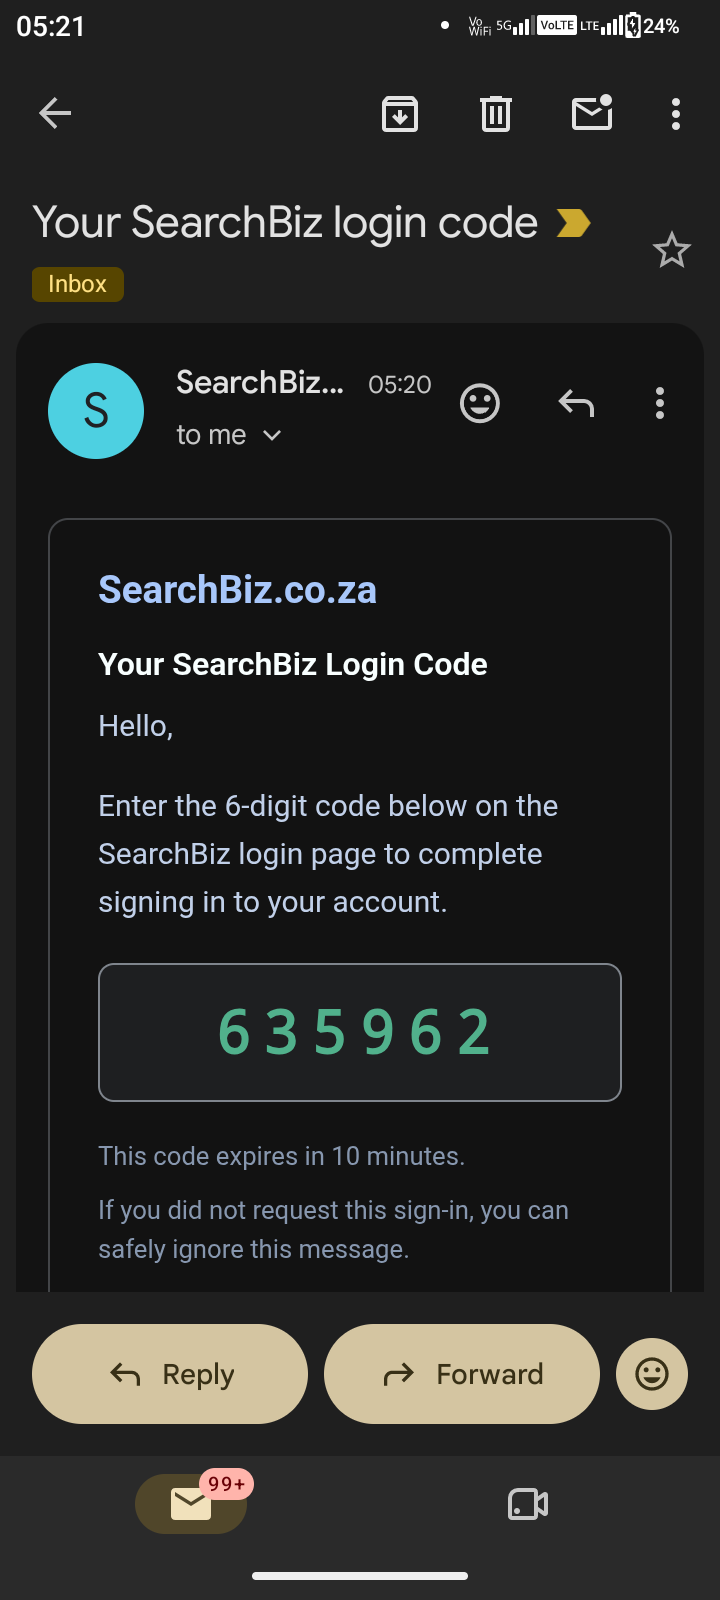 05:21
Vo WiFi 5G VoLTE LTE 24%
Your SearchBiz login code
Inbox
S
SearchBiz... 05:20
to me
SearchBiz.co.za
Your SearchBiz Login Code
Hello,
Enter the 6-digit code below on the
SearchBiz login page to complete
signing in to your account.
635962
This code expires in 10 minutes.
If you did not request this sign-in, you can
safely ignore this message.
Reply
Forward
99+